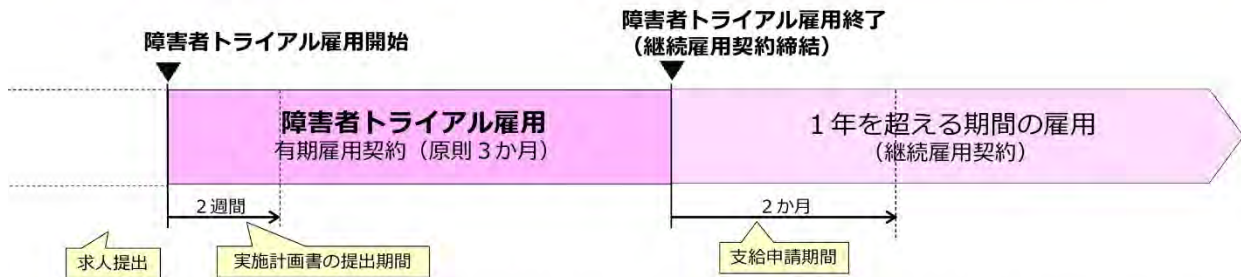 障害者トライアル雇用開始
障害者トライアル雇用終了
（継続雇用契約締結）
障害者トライアル雇用
有期雇用契約（原則３か月）
１年を超える期間の雇用
（継続雇用契約）
２週間
２か月
求人提出
実施計画書の提出期間
支給申請期間